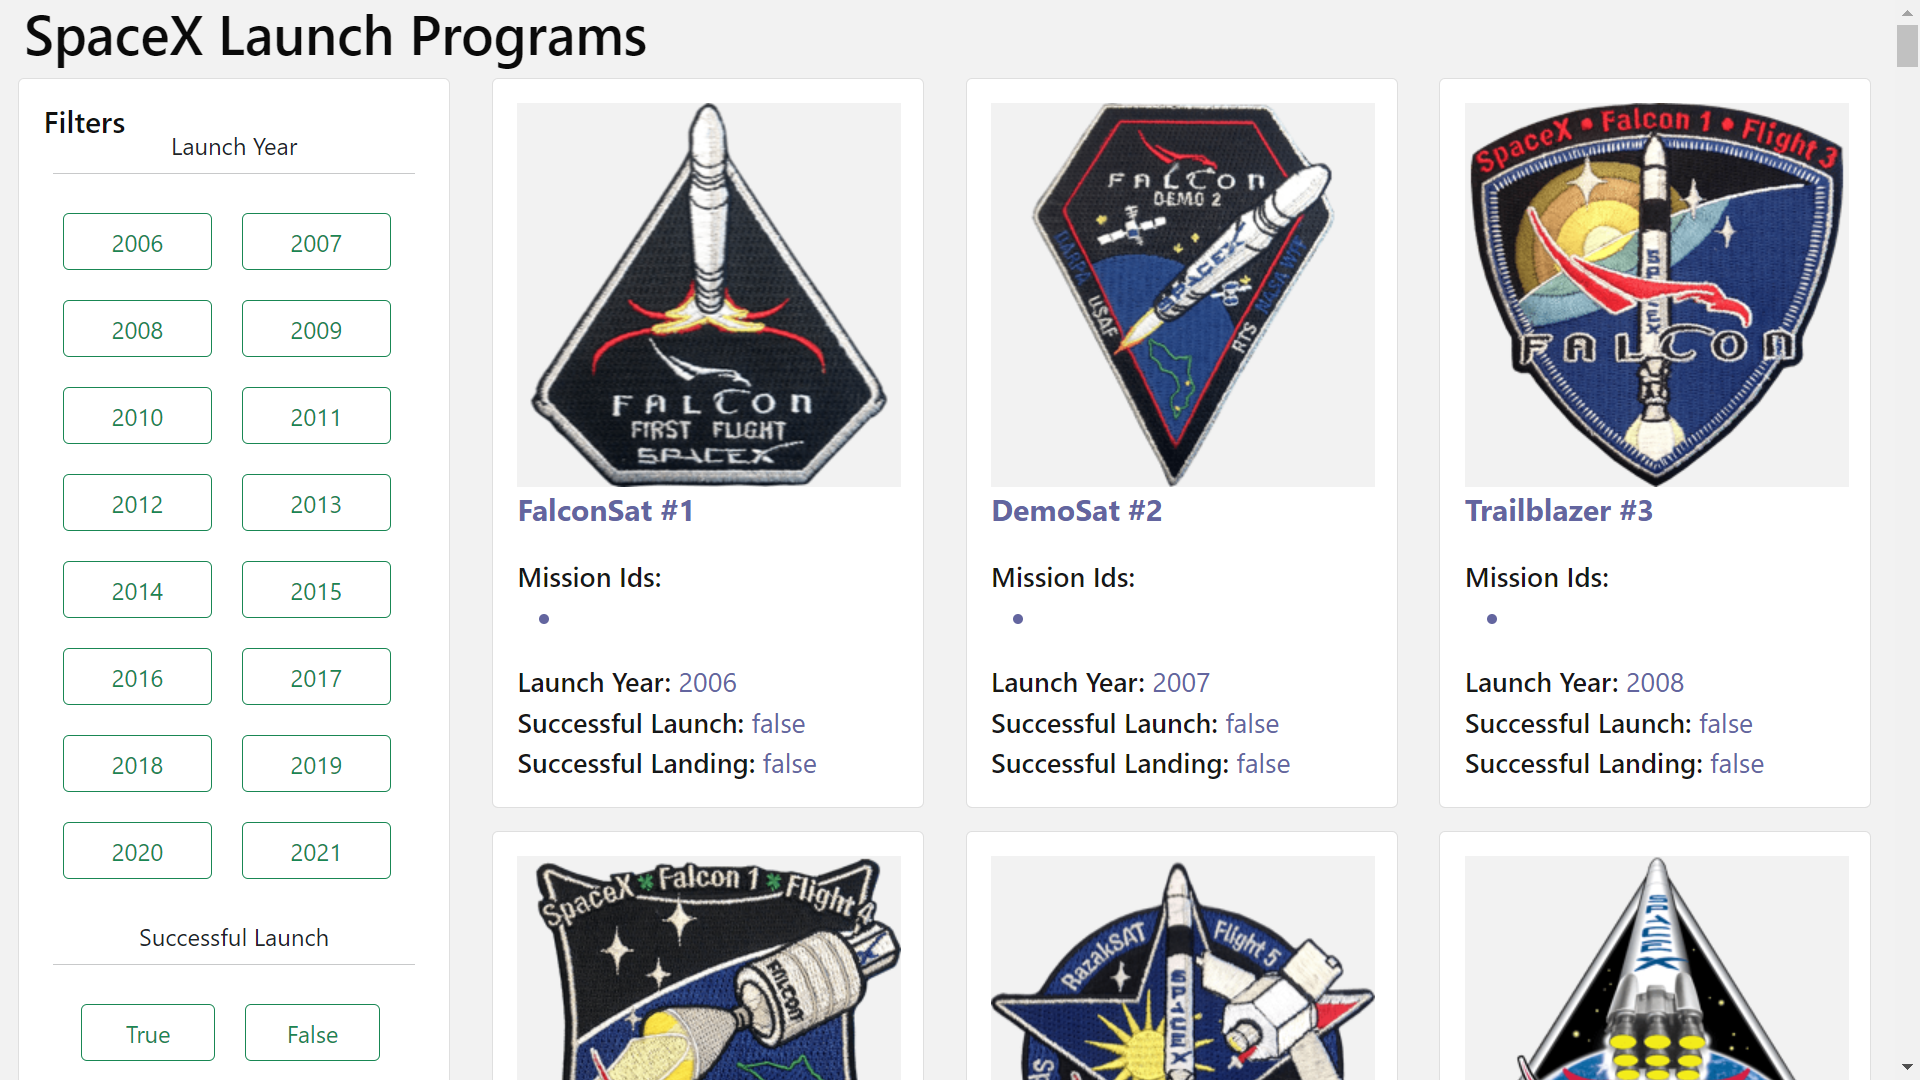 SpaceX Launch Programs
Filters
Launch Year
2006 2007
2008 2009
2010 2011
2012 2013
2014 2015
2016 2017
2018 2019
2020 2021
Successful Launch
True False
FALCON
FIRST FLIGHT
SPACEX
FalconSat #1
Mission Ids:
Launch Year: 2006
Successful Launch: false
Successful Landing: false
FALCON
DEMO 2
SPACEX
DARPA
USAF
RTS
NASA WFF
DemoSat #2
Mission Ids:
Launch Year: 2007
Successful Launch: false
Successful Landing: false
SpaceX • Falcon 1 • Flight 3
SPACEX
FALCON
Trailblazer #3
Mission Ids:
Launch Year: 2008
Successful Launch: false
Successful Landing: false
SpaceX Falcon 1 Flight 4
FALCON
X
RazakSAT
Flight 5
SPACEX
SPACEX